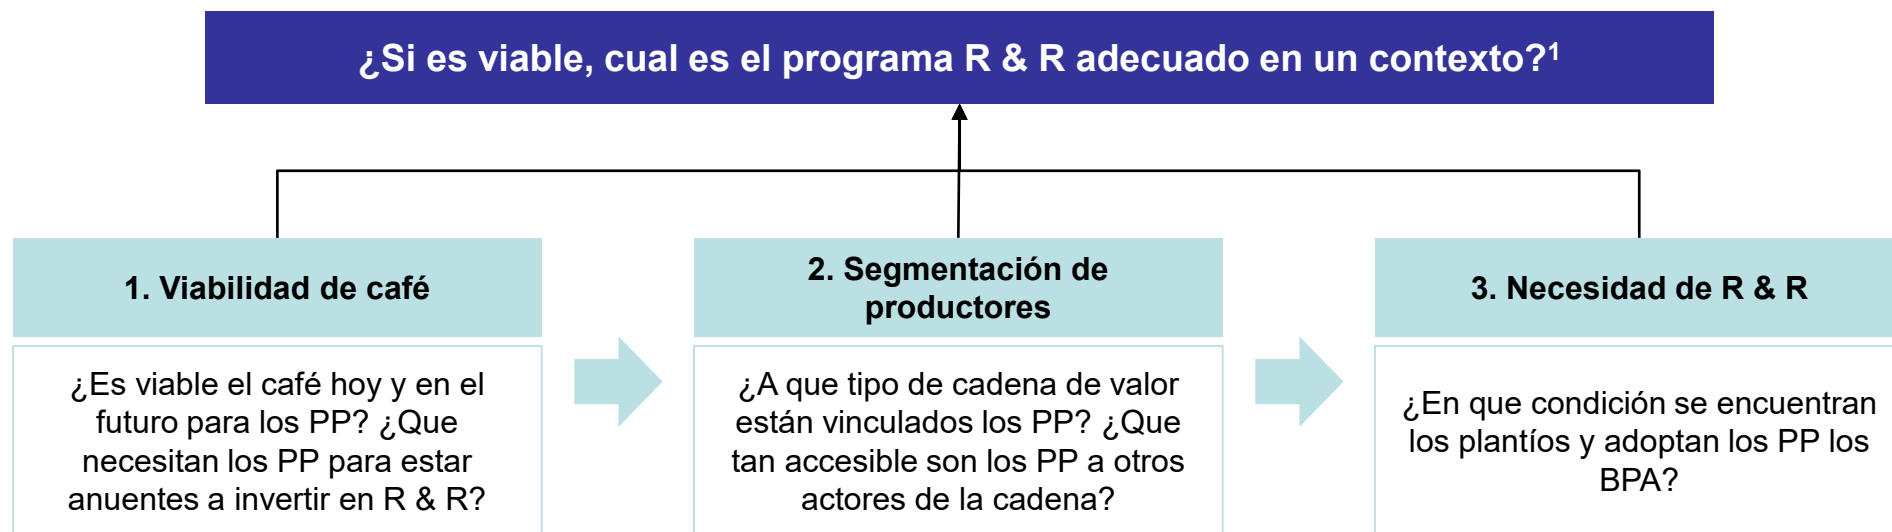 ¿Si es viable, cual es el programa R & R adecuado en un contexto?¹
1. Viabilidad de café
¿Es viable el café hoy y en el
futuro para los PP? ¿Que
necesitan los PP para estar
anuentes a invertir en R & R?
2. Segmentación de
productores
¿A que tipo de cadena de valor
están vinculados los PP? ¿Que
tan accesible son los PP a otros
actores de la cadena?
3. Necesidad de R & R
¿En que condición se encuentran
los plantíos y adoptan los PP los
BPA?